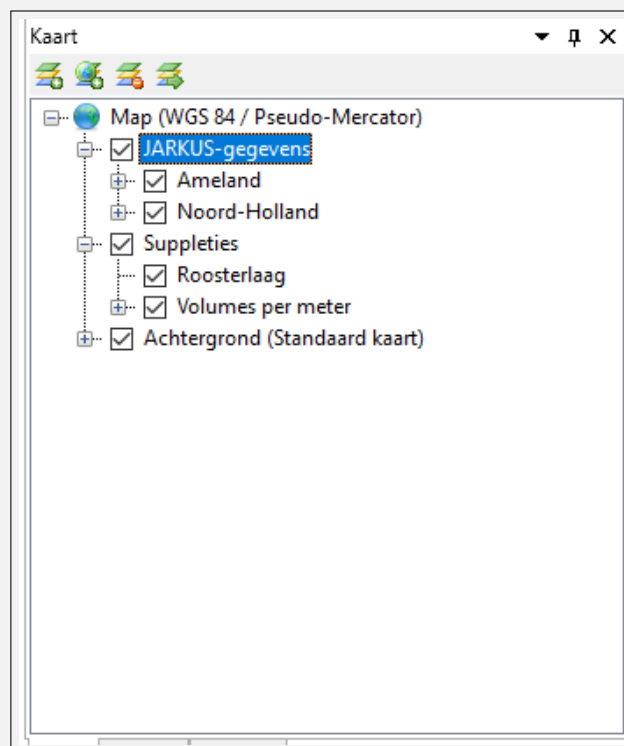 Kaart
Map (WGS 84 / Pseudo-Mercator)
JARKUS-gegevens
Ameland
Noord-Holland
Suppleties
Roosterlaag
Volumes per meter
Achtergrond (Standaard kaart)